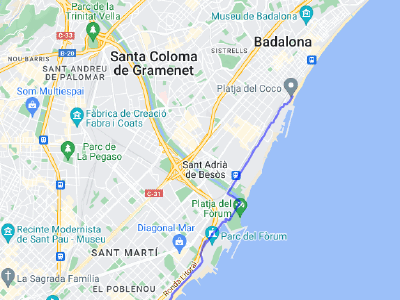 C-33
Parc de la
Trinitat Vella
B-20
NOU BARRIS
SANT ANDREU
DE PALOMAR
Santa Coloma
de Gramenet
SISTRELLS
Museu de Badalona
Badalona
Platja del Coco
Som Multiespai
Fàbrica de Creació
Fabra i Coats
Parc de
La Pegaso
Sant Adrià
de Besòs
C-31
Platja del
Fòrum
Recinte Modernista
de Sant Pau - Museu
Diagonal Mar
Parc del Fòrum
SANT MARTÍ
Ronda Litoral
La Sagrada Família
EL POBLENOU